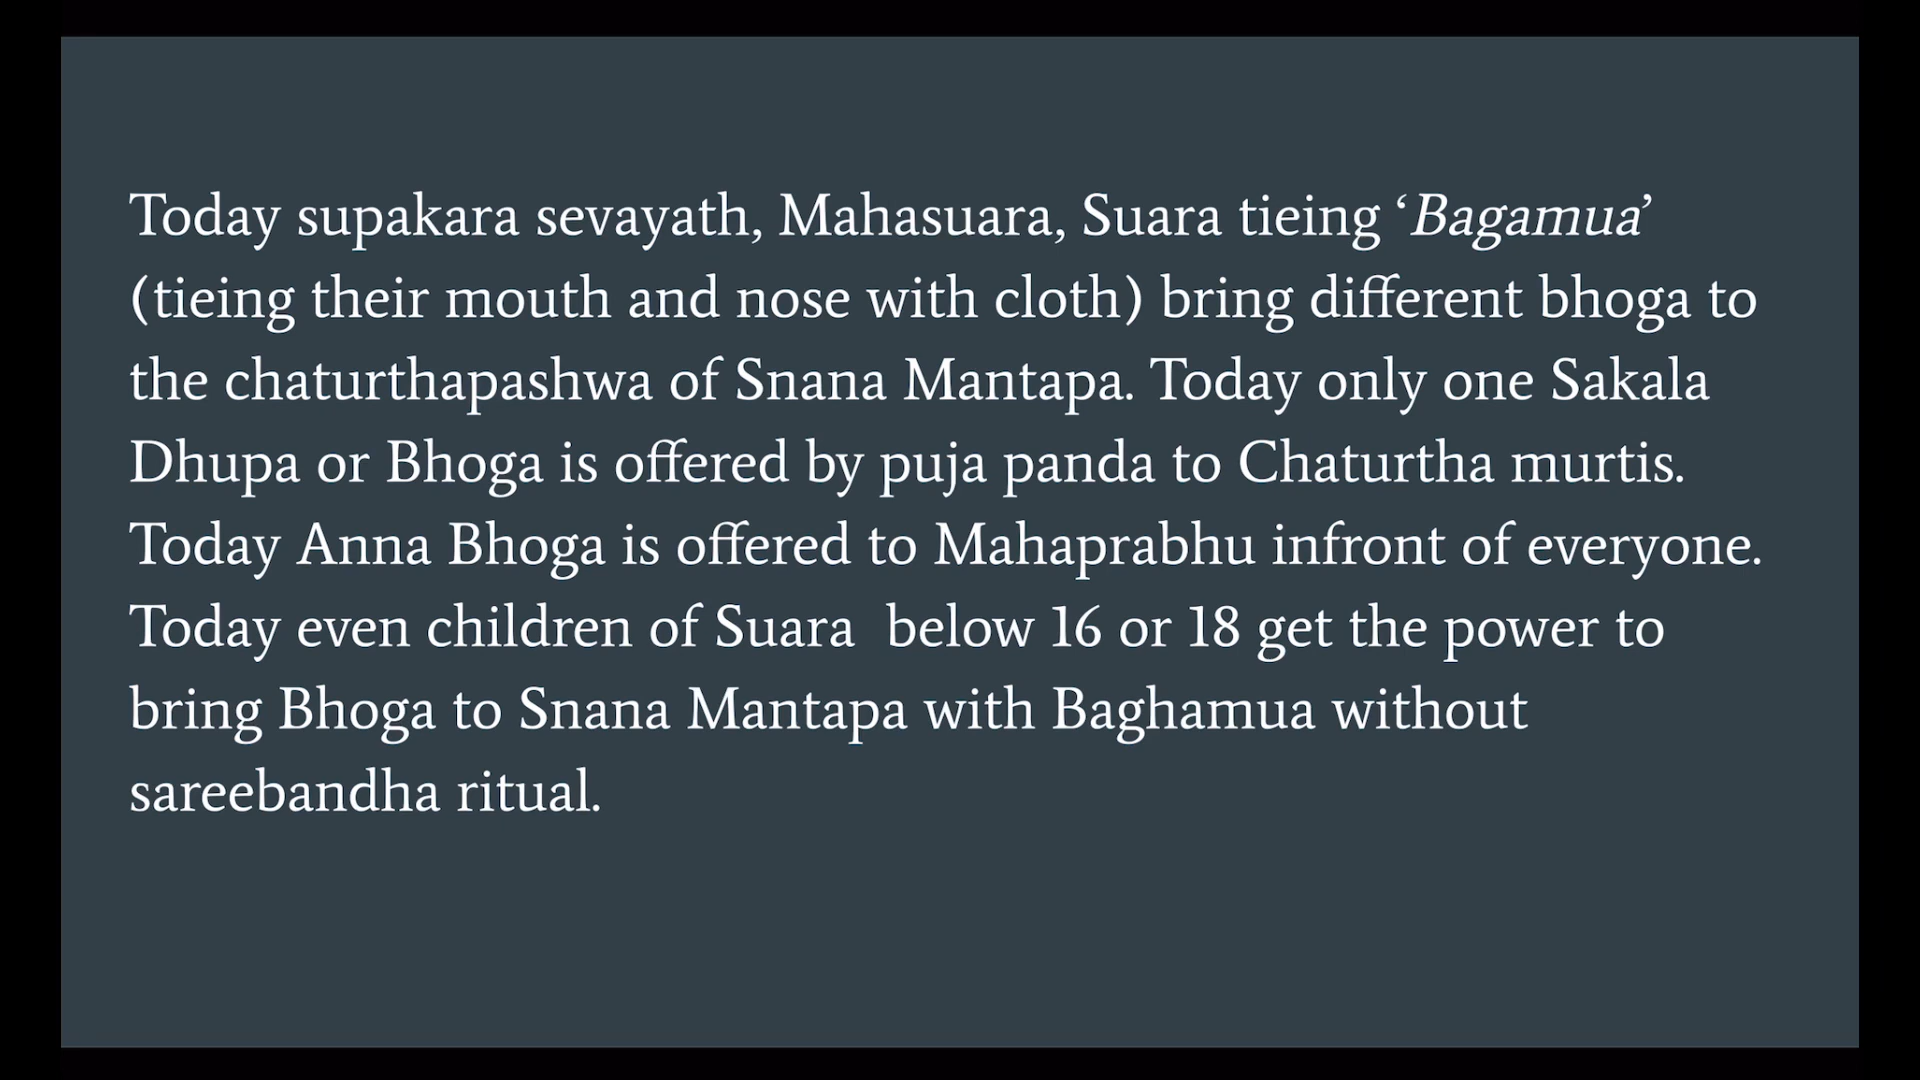 Today supakara sevayath, Mahasuara, Suara tieing ‘Bagamua’
(tieing their mouth and nose with cloth) bring different bhoga to
the chaturthapashwa of Snana Mantapa. Today only one Sakala
Dhupa or Bhoga is offered by puja panda to Chaturtha murtis.
Today Anna Bhoga is offered to Mahaprabhu infront of everyone.
Today even children of Suara  below 16 or 18 get the power to
bring Bhoga to Snana Mantapa with Baghamua without
sareebandha ritual.